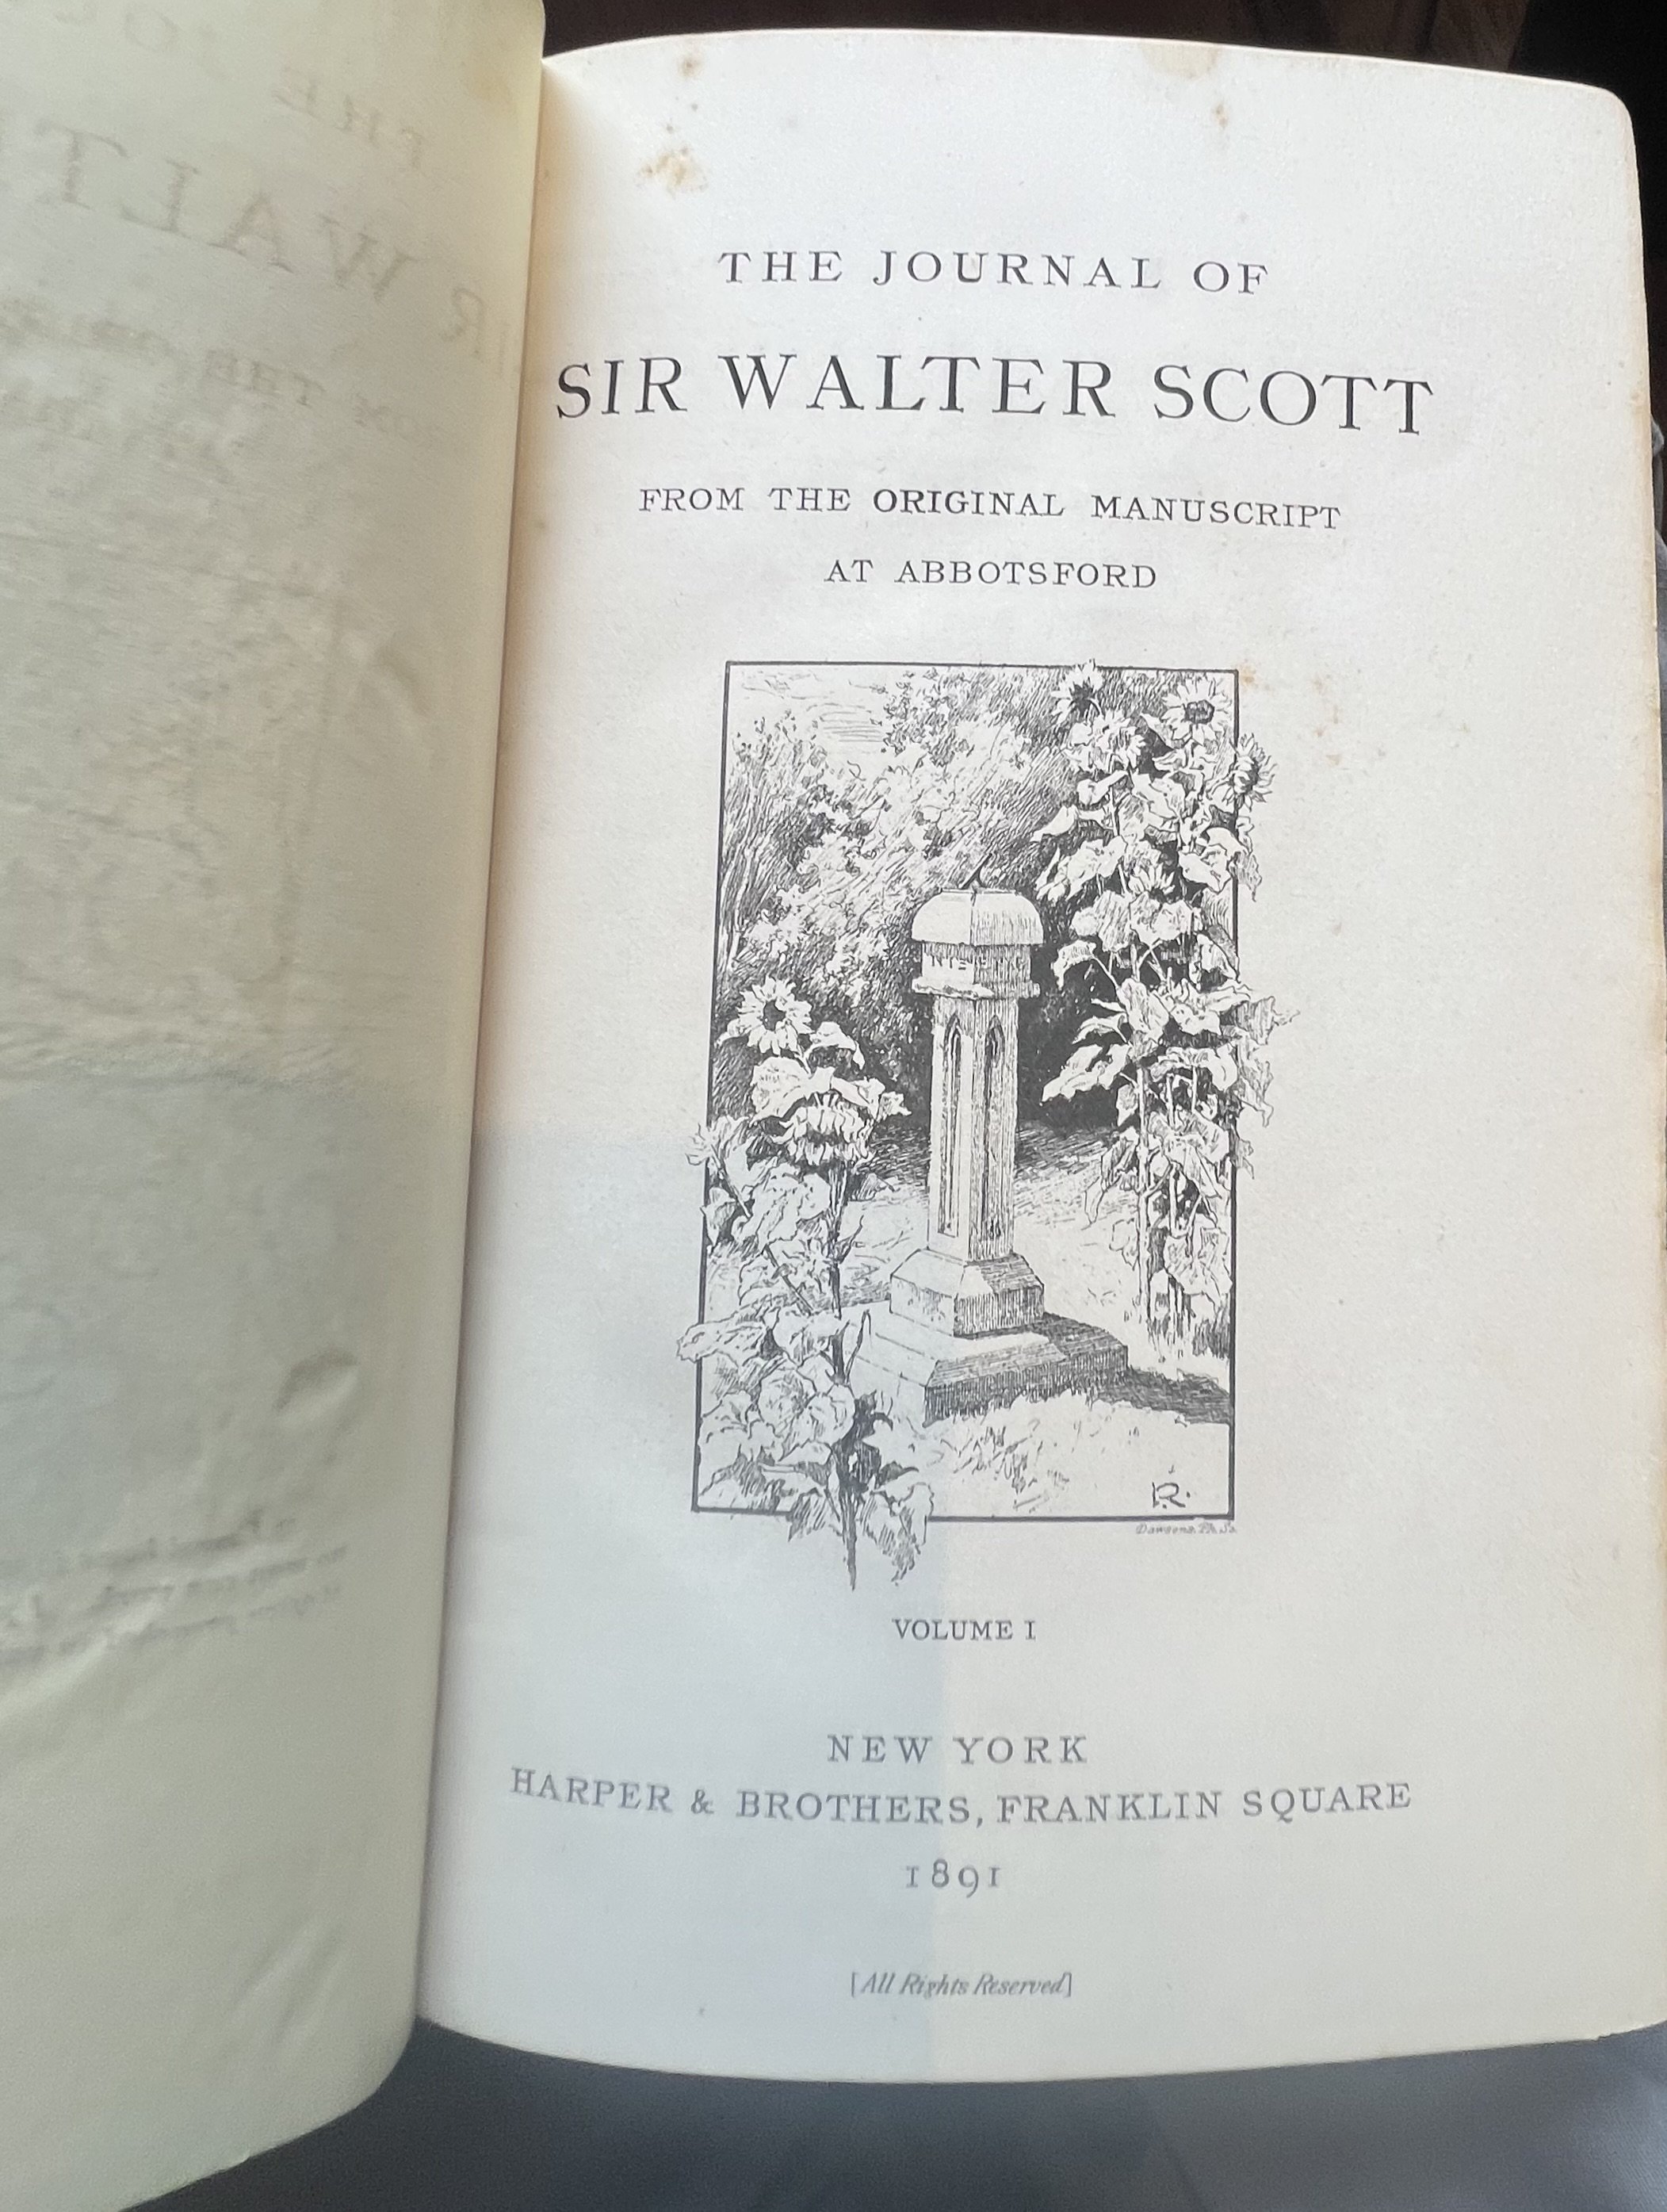 THE JOURNAL OF
SIR WALTER SCOTT
FROM THE ORIGINAL MANUSCRIPT
AT ABBOTSFORD
R.
VOLUME I
NEW YORK
HARPER & BROTHERS, FRANKLIN SQUARE
1891
[All Rights Reserved]